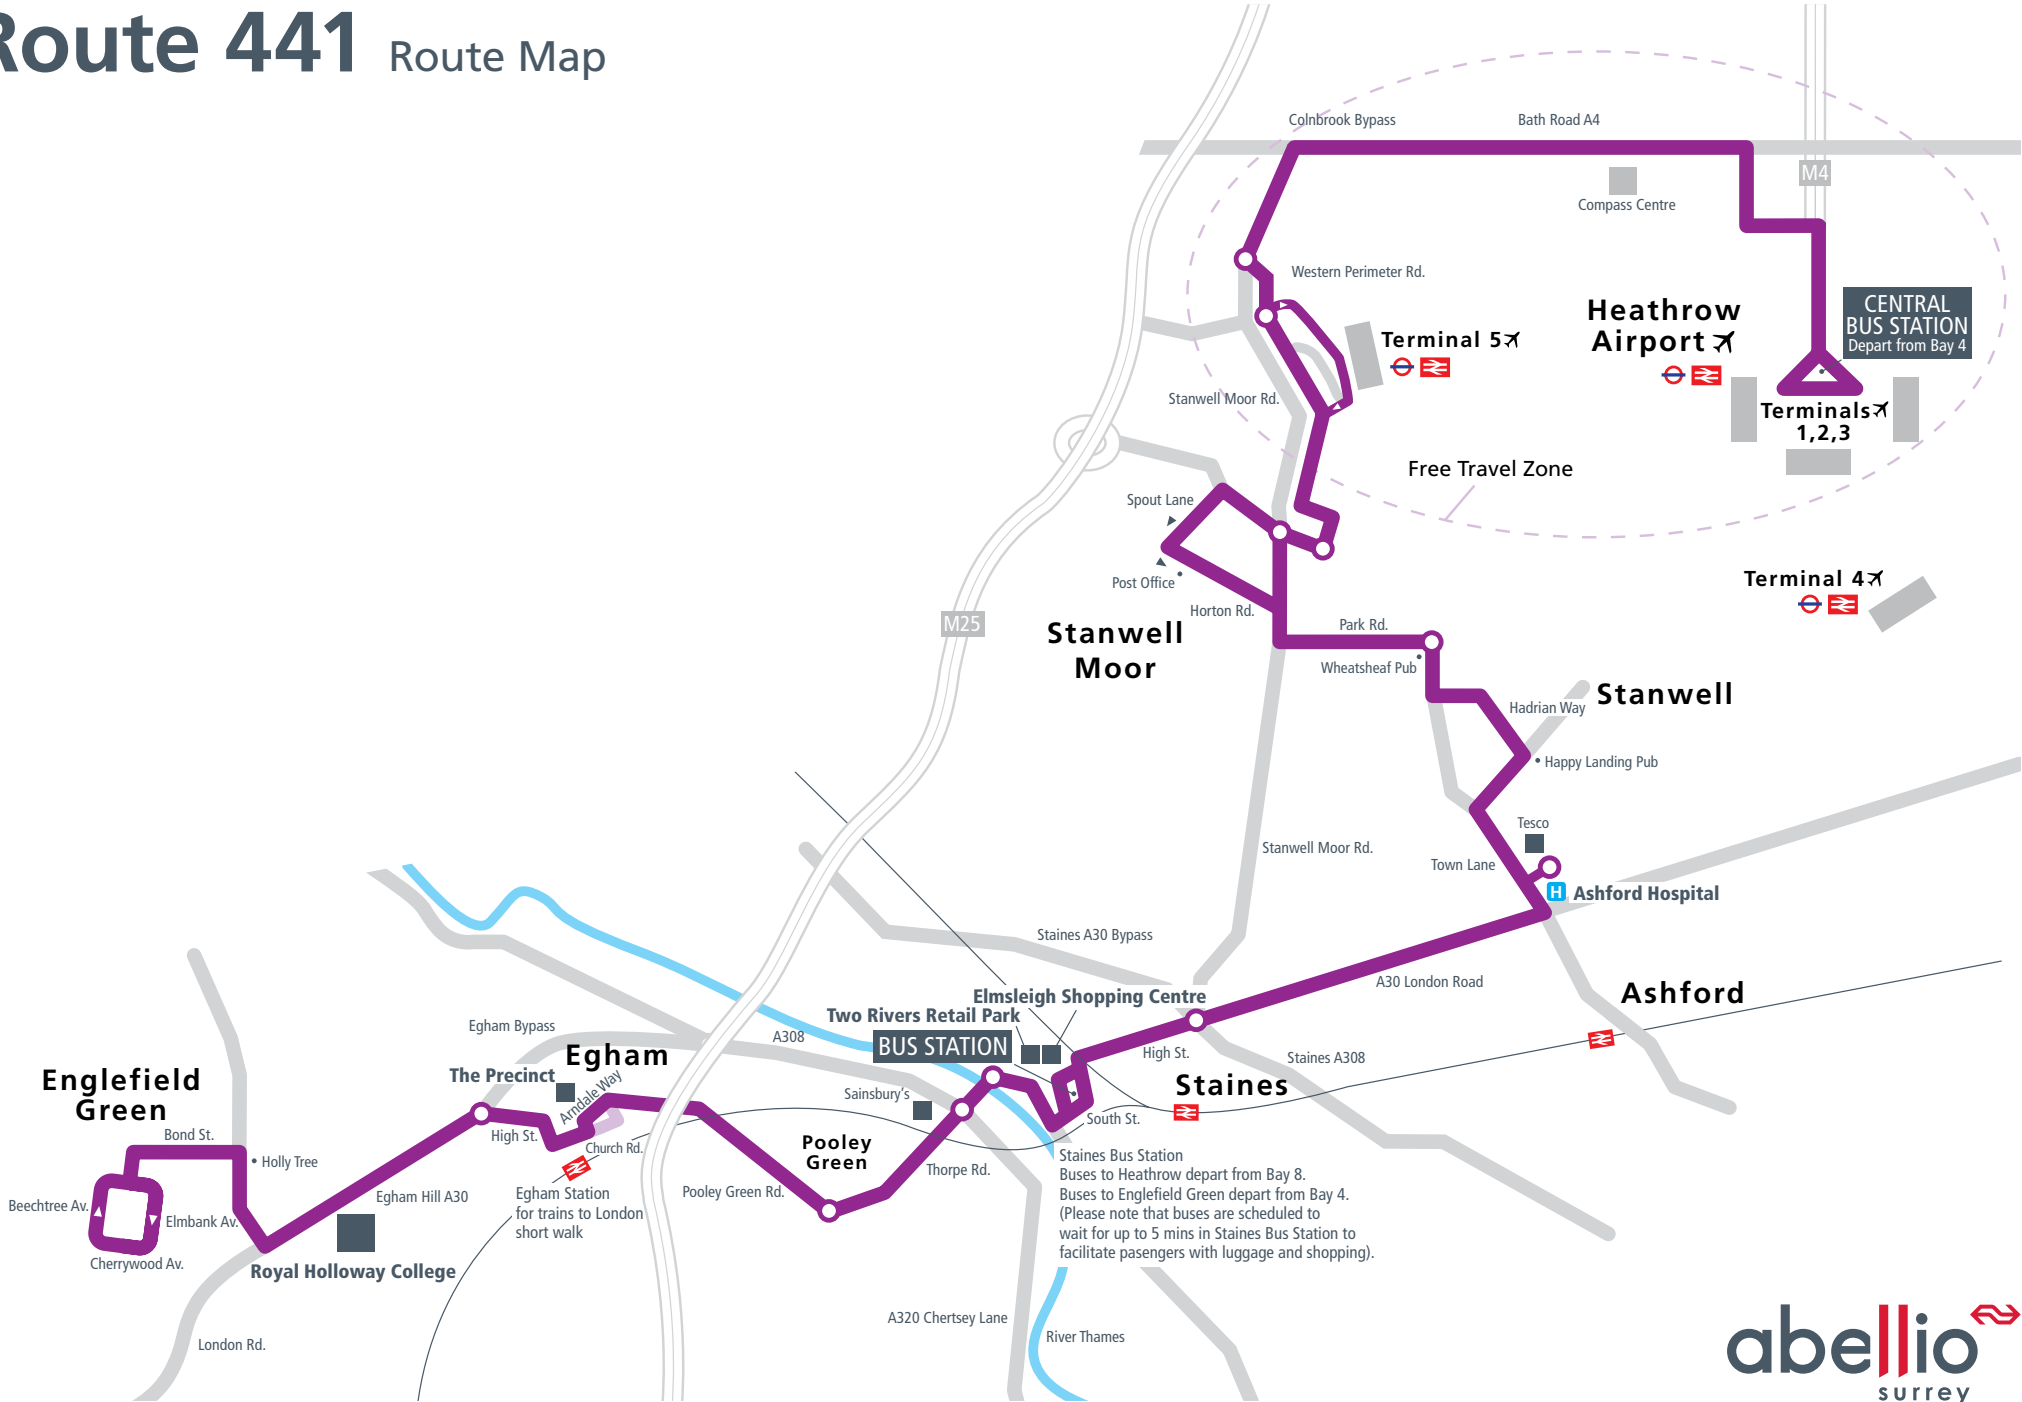 Route 441 Route Map
Colnbrook Bypass
Bath Road A4
M4
Compass Centre
Western Perimeter Rd.
Heathrow
Airport
CENTRAL
BUS STATION
Depart from Bay 4
Terminal 5
Stanwell Moor Rd.
Terminals
1,2,3
Free Travel Zone
Spout Lane
Post Office
Horton Rd.
Terminal 4
M25
Stanwell
Moor
Park Rd.
Wheatsheaf Pub
Stanwell
Hadrian Way
Happy Landing Pub
Tesco
Stanwell Moor Rd.
Town Lane
H Ashford Hospital
Staines A30 Bypass
A30 London Road
Ashford
Elmsleigh Shopping Centre
Two Rivers Retail Park
BUS STATION
Egham Bypass
A308
High St.
Staines A308
Egham
The Precinct
Arndale Way
Englefield
Green
Sainsbury's
Staines
South St.
High St.
Church Rd.
Bond St.
Holly Tree
Pooley
Green
Thorpe Rd.
Pooley Green Rd.
Egham Hill A30
Egham Station
for trains to London
short walk
Beechtree Av.
Elmbank Av.
Cherrywood Av.
Royal Holloway College
Staines Bus Station
Buses to Heathrow depart from Bay 8.
Buses to Englefield Green depart from Bay 4.
(Please note that buses are scheduled to
wait for up to 5 mins in Staines Bus Station to
facilitate pasengers with luggage and shopping).
London Rd.
A320 Chertsey Lane
River Thames
abellio
surrey